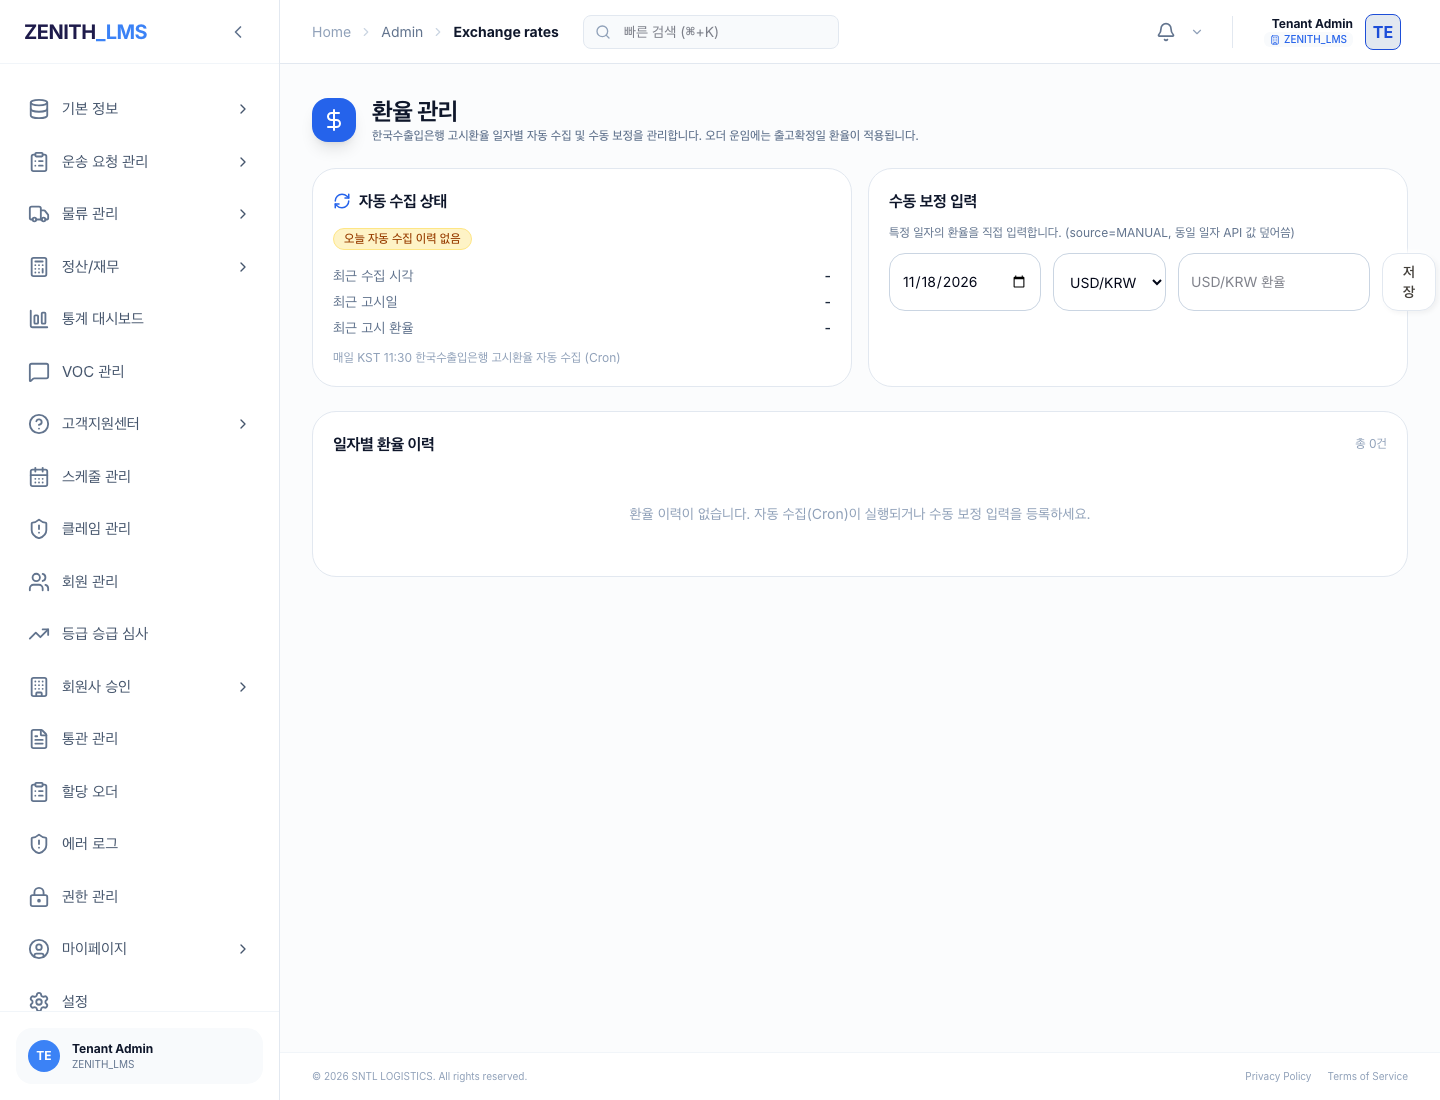 ZENITH_LMS
Home
Admin
Exchange rates
빠른 검색 (⌘+K)
Tenant Admin
ZENITH_LMS
TE
기본 정보
운송 요청 관리
물류 관리
정산/재무
통계 대시보드
VOC 관리
고객지원센터
스케줄 관리
클레임 관리
회원 관리
등급 승급 심사
회원사 승인
통관 관리
할당 오더
에러 로그
권한 관리
마이페이지
설정
TE
Tenant Admin
ZENITH_LMS
환율 관리
한국수출입은행 고시환율 일자별 자동 수집 및 수동 보정을 관리합니다. 오더 운임에는 출고확정일 환율이 적용됩니다.
자동 수집 상태
오늘 자동 수집 이력 없음
최근 수집 시각 -
최근 고시일 -
최근 고시 환율 -
매일 KST 11:30 한국수출입은행 고시환율 자동 수집 (Cron)
수동 보정 입력
특정 일자의 환율을 직접 입력합니다. (source=MANUAL, 동일 일자 API 값 덮어씀)
11/18/2026
USD/KRW
USD/KRW 환율
저
장
일자별 환율 이력
총 0건
환율 이력이 없습니다. 자동 수집(Cron)이 실행되거나 수동 보정 입력을 등록하세요.
© 2026 SNTL LOGISTICS. All rights reserved.
Privacy Policy
Terms of Service